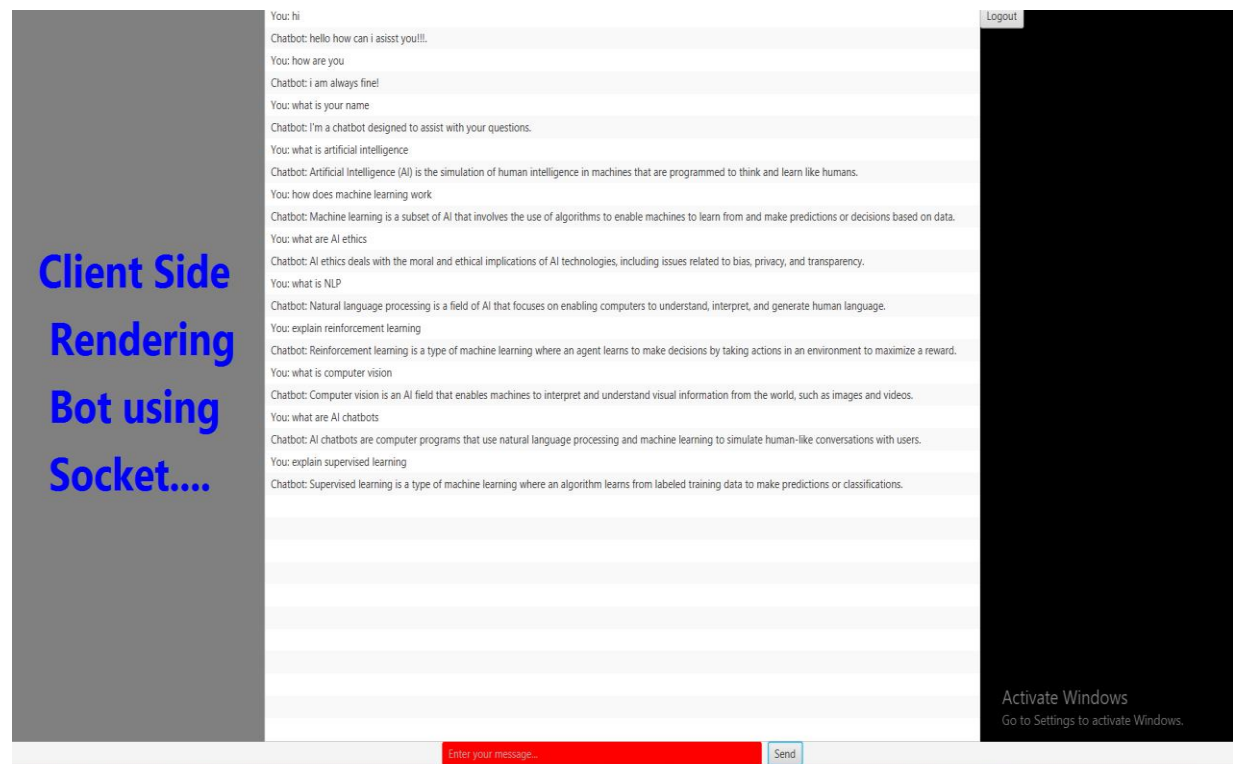 You: hi
Chatbot: hello how can i asisst you!!!.
You: how are you
Chatbot: i am always fine!
You: what is your name
Chatbot: I'm a chatbot designed to assist with your questions.
You: what is artificial intelligence
Chatbot: Artificial Intelligence (AI) is the simulation of human intelligence in machines that are programmed to think and learn like humans.
You: how does machine learning work
Chatbot: Machine learning is a subset of AI that involves the use of algorithms to enable machines to learn from and make predictions or decisions based on data.
You: what are AI ethics
Chatbot: AI ethics deals with the moral and ethical implications of AI technologies, including issues related to bias, privacy, and transparency.
You: what is NLP
Chatbot: Natural language processing is a field of AI that focuses on enabling computers to understand, interpret, and generate human language.
You: explain reinforcement learning
Chatbot: Reinforcement learning is a type of machine learning where an agent learns to make decisions by taking actions in an environment to maximize a reward.
You: what is computer vision
Chatbot: Computer vision is an AI field that enables machines to interpret and understand visual information from the world, such as images and videos.
You: what are AI chatbots
Chatbot: AI chatbots are computer programs that use natural language processing and machine learning to simulate human-like conversations with users.
You: explain supervised learning
Chatbot: Supervised learning is a type of machine learning where an algorithm learns from labeled training data to make predictions or classifications.
Logout
Client Side
Rendering
Bot using
Socket....
Activate Windows
Go to Settings to activate Windows.
Enter your message...
Send